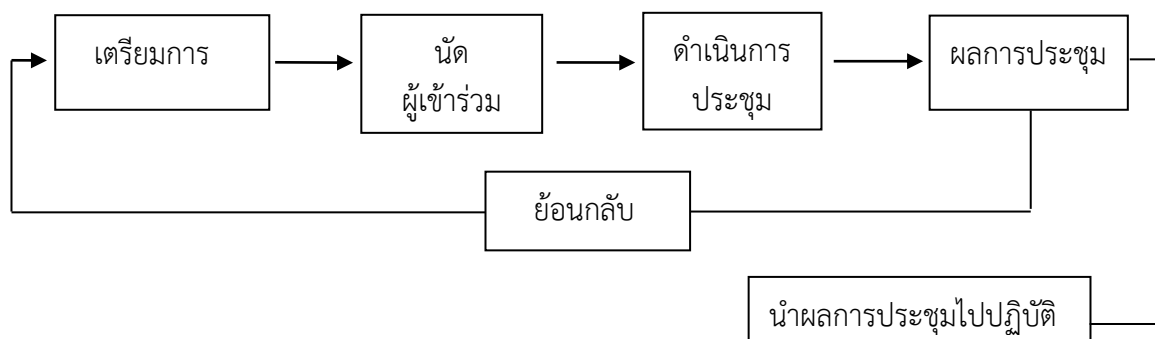 เตรียมการ
นัด
ผู้เข้าร่วม
ดำเนินการ
ประชุม
ผลการประชุม
ย้อนกลับ
นำผลการประชุมไปปฏิบัติ